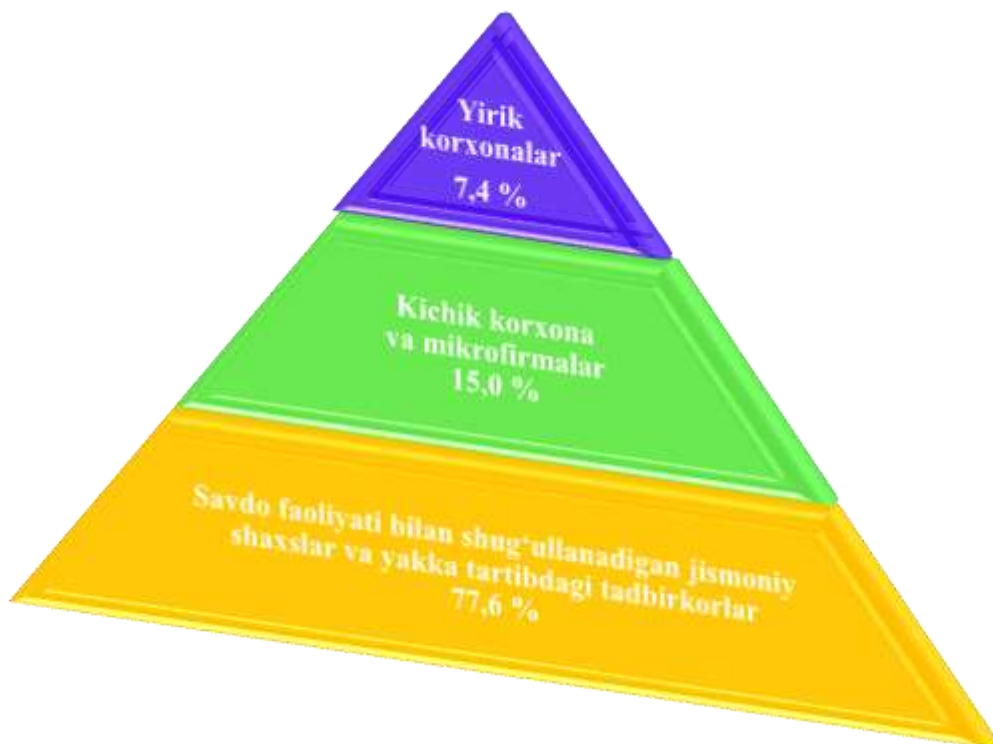 Yirik
korxonalar
7,4 %
Kichik korxona
va mikrofirmalar
15,0 %
Savdo faoliyati bilan shug‘ullanadigan jismoniy
shaxslar va yakka tartibdagi tadbirkorlar
77,6 %